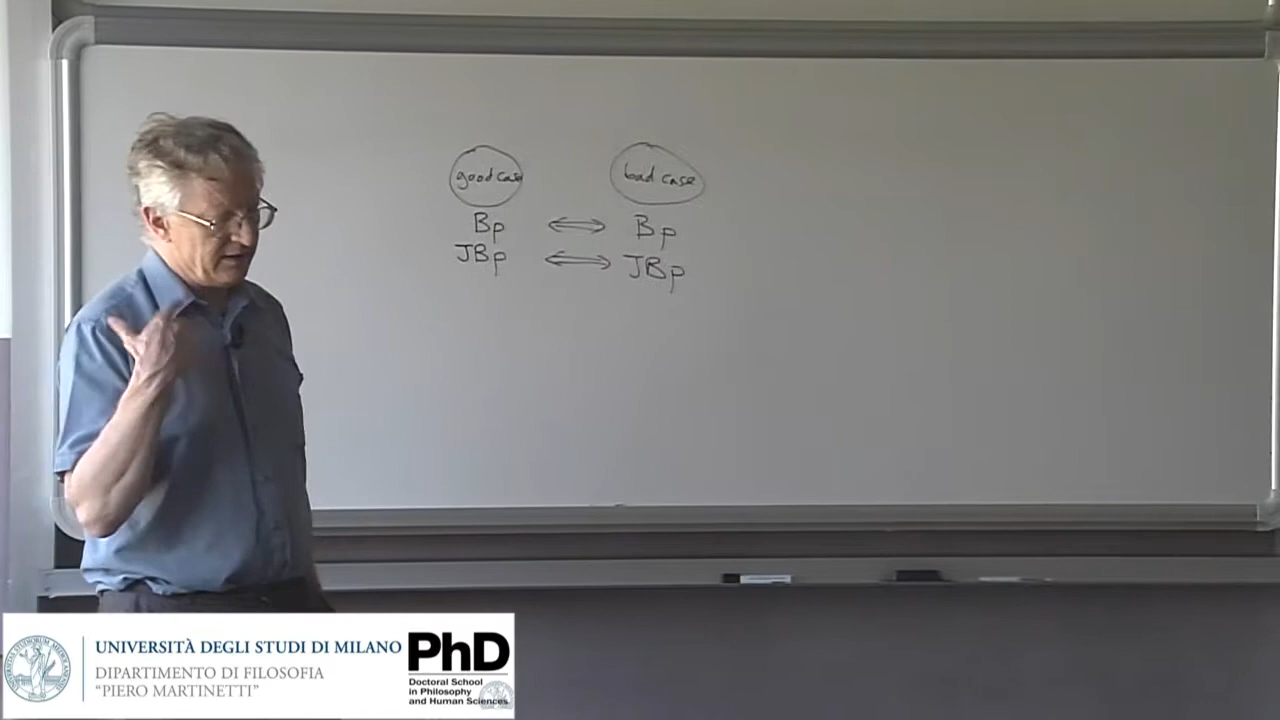 good case bad case
Bp ⟺ Bp
JBp ⟺ JBp
UNIVERSITÀ DEGLI STUDI DI MILANO
DIPARTIMENTO DI FILOSOFIA
“PIERO MARTINETTI”
PhD
Doctoral School
in Philosophy
and Human Sciences